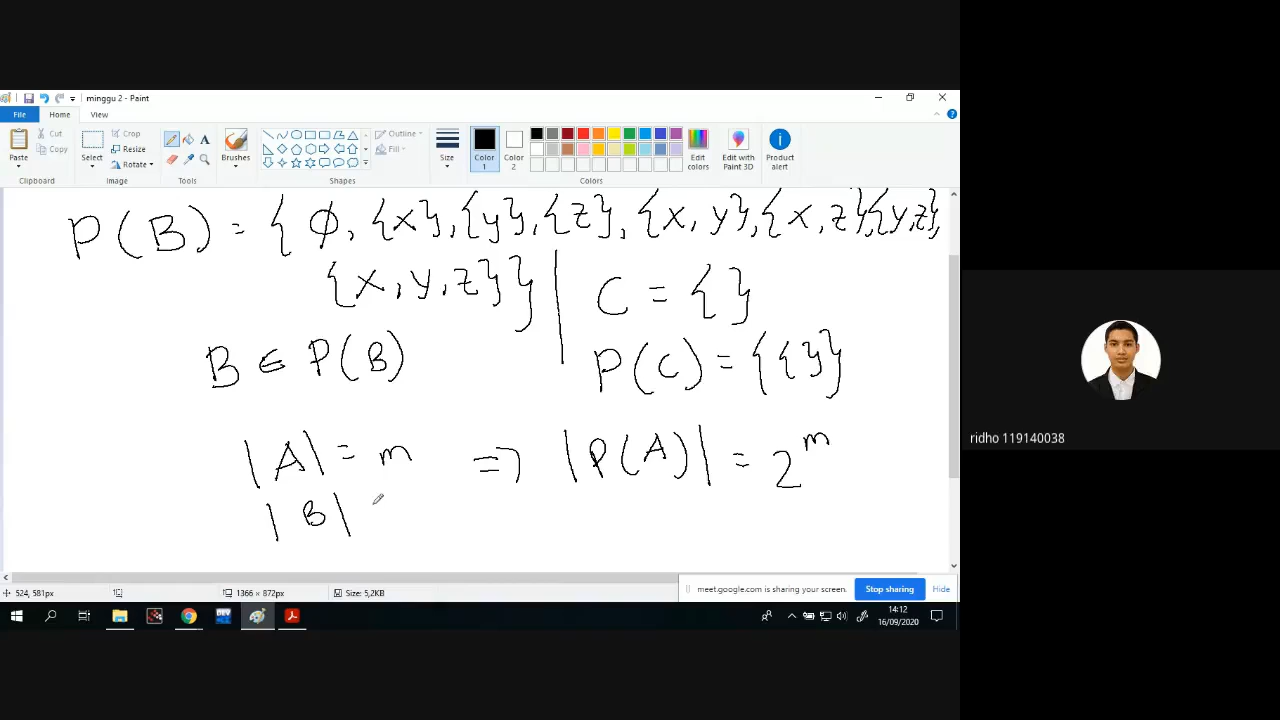 minggu 2 - Paint
File Home View
Paste Cut Copy Select Crop Resize Rotate Brushes Outline Fill Size Color 1 Color 2 Edit colors Edit with Paint 3D Product alert
Clipboard Image Tools Shapes Colors
P(B) = {∅, {x}, {y}, {z}, {x, y}, {x, z}, {y, z},
{x, y, z}}
C = { }
B ∈ P(B)
P(C) = {{ }}
|A| = m => |P(A)| = 2^m
|B|
ridho 119140038
524, 581px 1366 × 872px Size: 5,2KB
meet.google.com is sharing your screen. Stop sharing Hide
DEV
14:12
16/09/2020